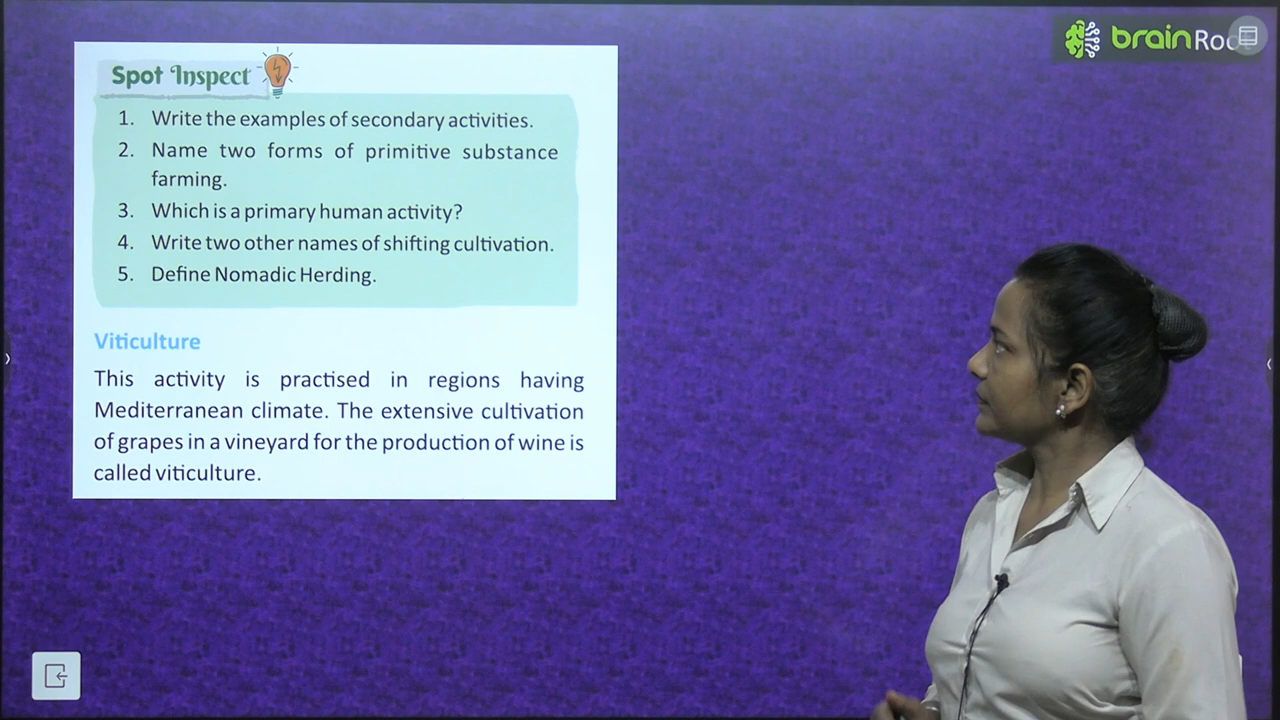 brainRoo
Spot Inspect
1. Write the examples of secondary activities.
2. Name two forms of primitive substance
farming.
3. Which is a primary human activity?
4. Write two other names of shifting cultivation.
5. Define Nomadic Herding.
Viticulture
This activity is practised in regions having
Mediterranean climate. The extensive cultivation
of grapes in a vineyard for the production of wine is
called viticulture.